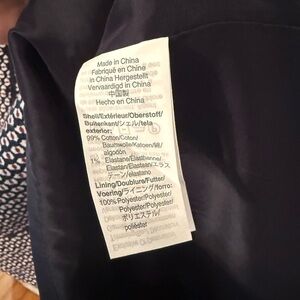 Made in China
Fabriqué en Chine
In China Hergestellt
Vervaardigd in China
中国製
Hecho en China
Shell/Extérieur/Oberstoff/
Buitenkant/シェル/tela
exterior:
99% Cotton/Coton/
Baumwolle/Katoen/綿/
algodón
1% Elastane/Élasthanne/
Elastan/Elastaan/エラス
テーン/elastano
Lining/Doublure/Futter/
Voering/ライニング/forro:
100% Polyester/Polyester/
Polyester/Polyester/
ポリエステル/
poliéster